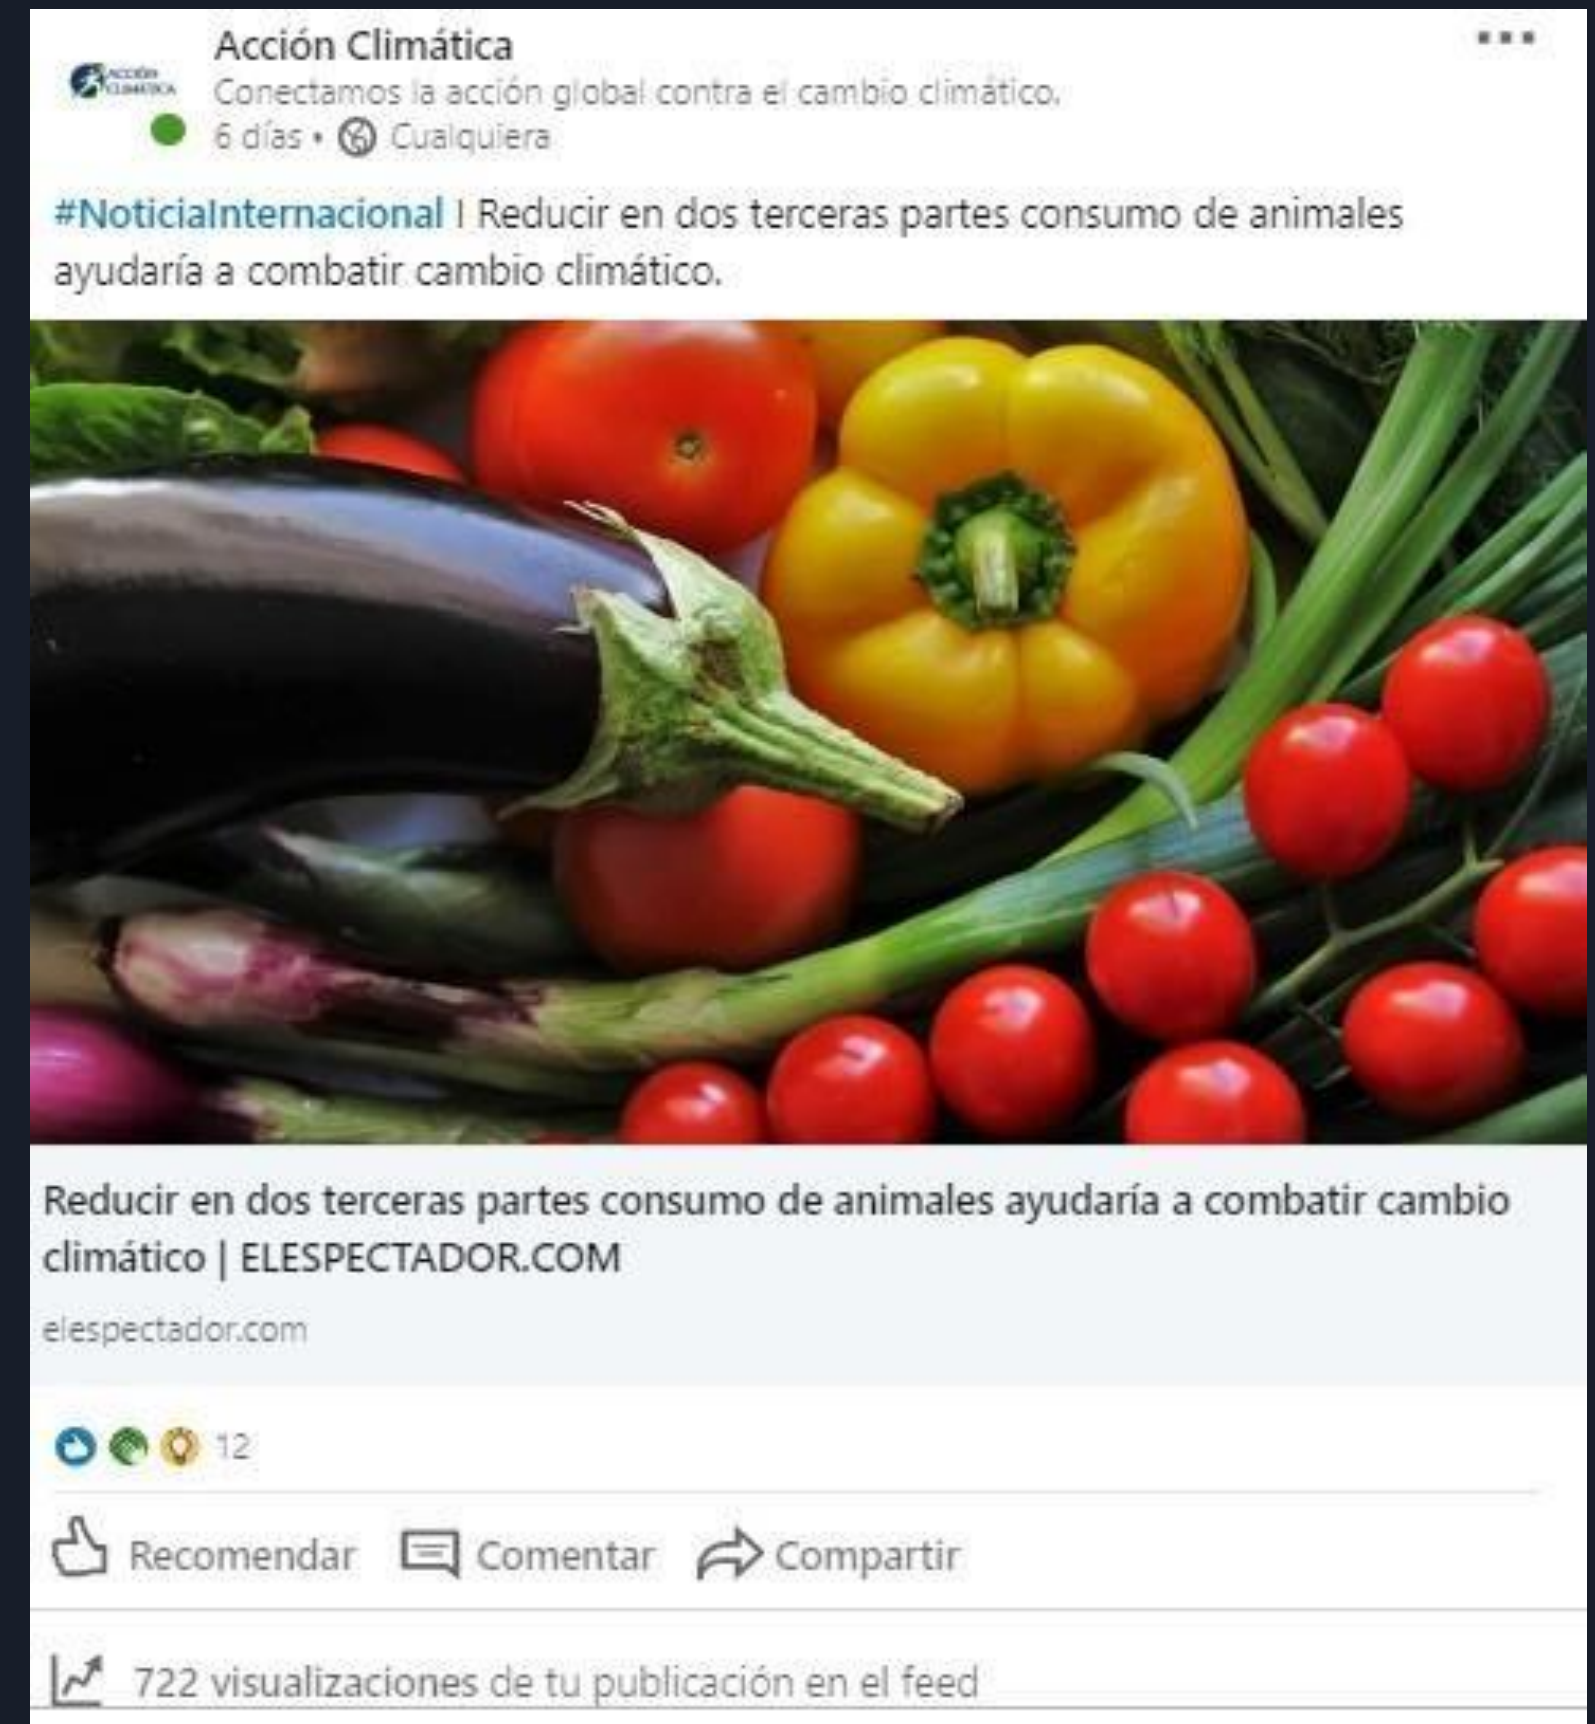 Acción Climática
ACCIÓN
CLIMÁTICA
Conectamos la acción global contra el cambio climático.
6 días • Cualquiera
#NoticiaInternacional I Reducir en dos terceras partes consumo de animales
ayudaría a combatir cambio climático.
Reducir en dos terceras partes consumo de animales ayudaría a combatir cambio
climático | ELESPECTADOR.COM
elespectador.com
12
Recomendar Comentar Compartir
722 visualizaciones de tu publicación en el feed